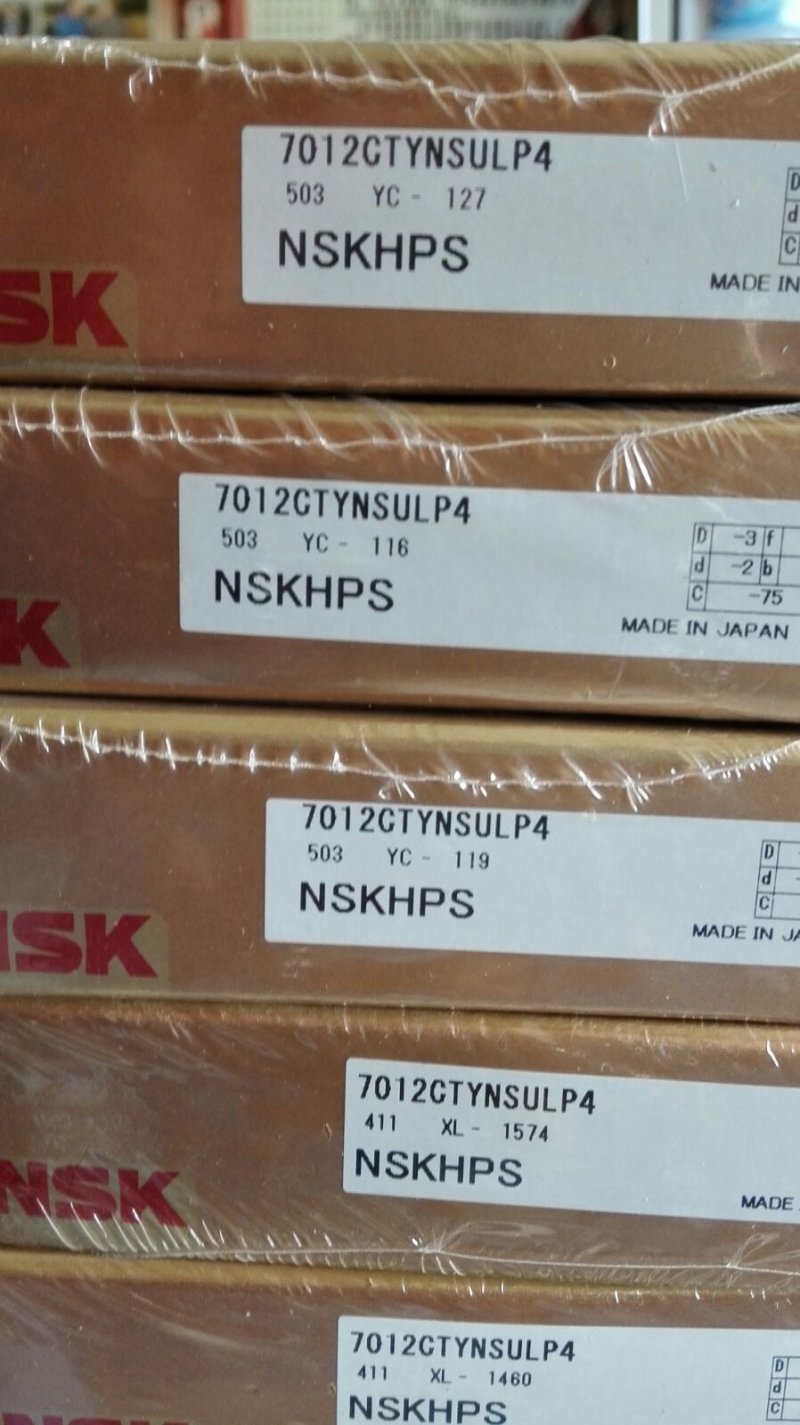 7012CTYNSULP4
503 YC - 127
NSKHPS
D
d
C
MADE IN
SK
7012CTYNSULP4
503 YC - 116
NSKHPS
D -3 f
d -2 b
C -75
MADE IN JAPAN
K
7012CTYNSULP4
503 YC - 119
NSKHPS
D
d
C
MADE IN JA
NSK
7012CTYNSULP4
411 XL - 1574
NSKHPS
MADE
NSK
7012CTYNSULP4
411 XL - 1460
NSKHPS
D
d
C
NSK